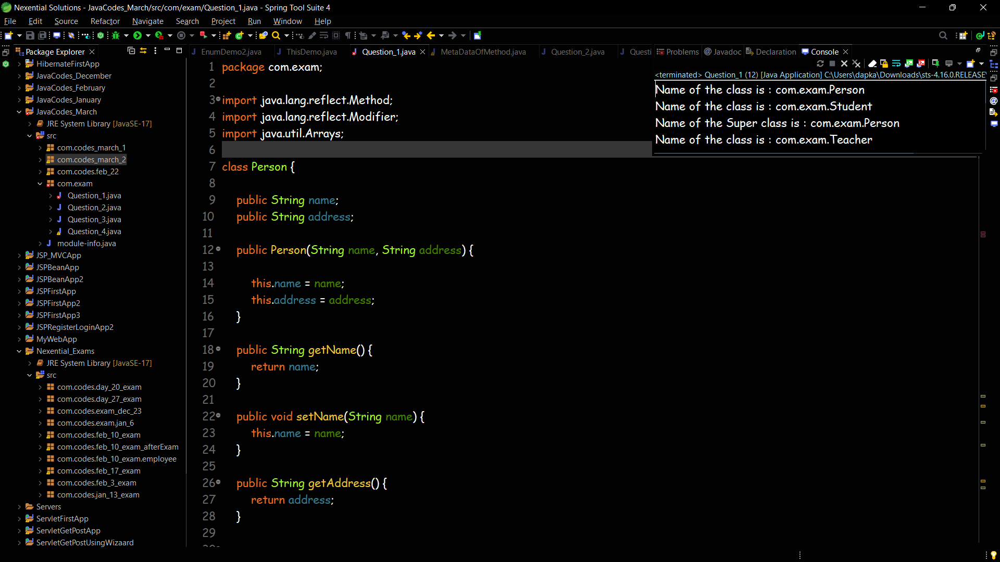 Nexential Solutions - JavaCodes_March/src/com/exam/Question_1.java - Spring Tool Suite 4
File Edit Source Refactor Navigate Search Project Run Window Help
Package Explorer
HibernateFirstApp
JavaCodes_December
JavaCodes_February
JavaCodes_January
JavaCodes_March
JRE System Library [JavaSE-17]
src
com.codes_march_1
com.codes_march_2
com.codes.feb_22
com.exam
Question_1.java
Question_2.java
Question_3.java
Question_4.java
module-info.java
JSP_MVCApp
JSPBeanApp
JSPBeanApp2
JSPFirstApp
JSPFirstApp2
JSPFirstApp3
JSPRegisterLoginApp2
MyWebApp
Nexential_Exams
JRE System Library [JavaSE-17]
src
com.codes.day_20_exam
com.codes.day_27_exam
com.codes.exam_dec_23
com.codes.exam.jan_6
com.codes.feb_10_exam
com.codes.feb_10_exam_afterExam
com.codes.feb_10_exam.employee
com.codes.feb_17_exam
com.codes.feb_3_exam
com.codes.jan_13_exam
Servers
ServletFirstApp
ServletGetPostApp
ServletGetPostUsingWizaard
EnumDemo2.java ThisDemo.java Question_1.java MetaDataOfMethod.java Question_2.java Questi
1 package com.exam;
2
3 import java.lang.reflect.Method;
4 import java.lang.reflect.Modifier;
5 import java.util.Arrays;
6
7 class Person {
8
9 public String name;
10 public String address;
11
12 public Person(String name, String address) {
13
14 this.name = name;
15 this.address = address;
16 }
17
18 public String getName() {
19 return name;
20 }
21
22 public void setName(String name) {
23 this.name = name;
24 }
25
26 public String getAddress() {
27 return address;
28 }
29
Problems Javadoc Declaration Console
<terminated> Question_1 (12) [Java Application] C:\Users\dapka\Downloads\sts-4.16.0.RELEASE\
Name of the class is : com.exam.Person
Name of the class is : com.exam.Student
Name of the Super class is : com.exam.Person
Name of the class is : com.exam.Teacher